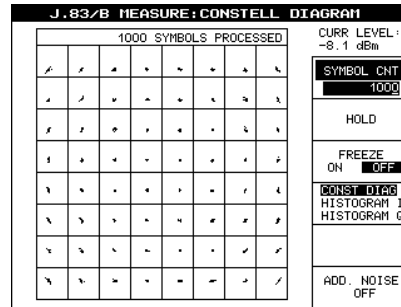 J.83/B MEASURE:CONSTELL DIAGRAM
1000 SYMBOLS PROCESSED
CURR LEVEL:
-8.1 dBm
SYMBOL CNT
1000
HOLD
FREEZE
ON OFF
CONST DIAG
HISTOGRAM I
HISTOGRAM Q
ADD. NOISE
OFF